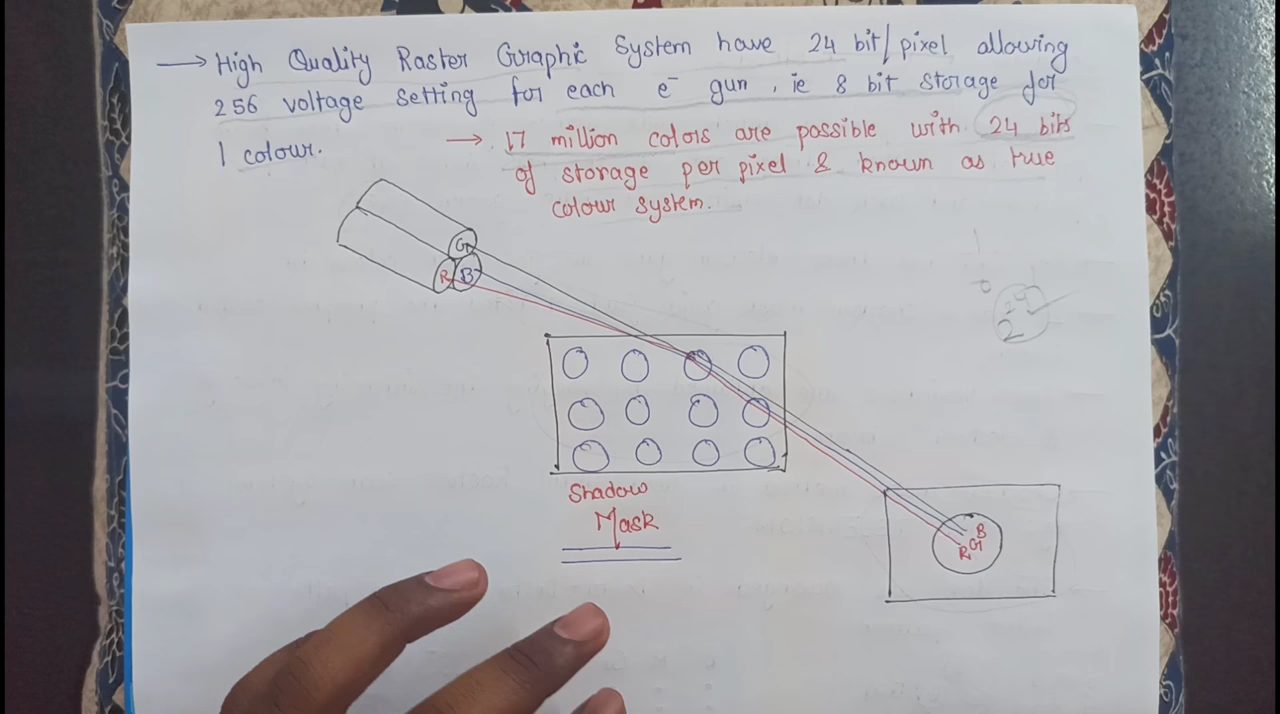 → High Quality Raster Graphic System have 24 bit/pixel allowing
256 voltage setting for each e⁻ gun, ie 8 bit storage for
1 colour.
→ 17 million colors are possible with 24 bits
of storage per pixel & known as true
colour system.
G
R B
Shadow
Mask
B
R G